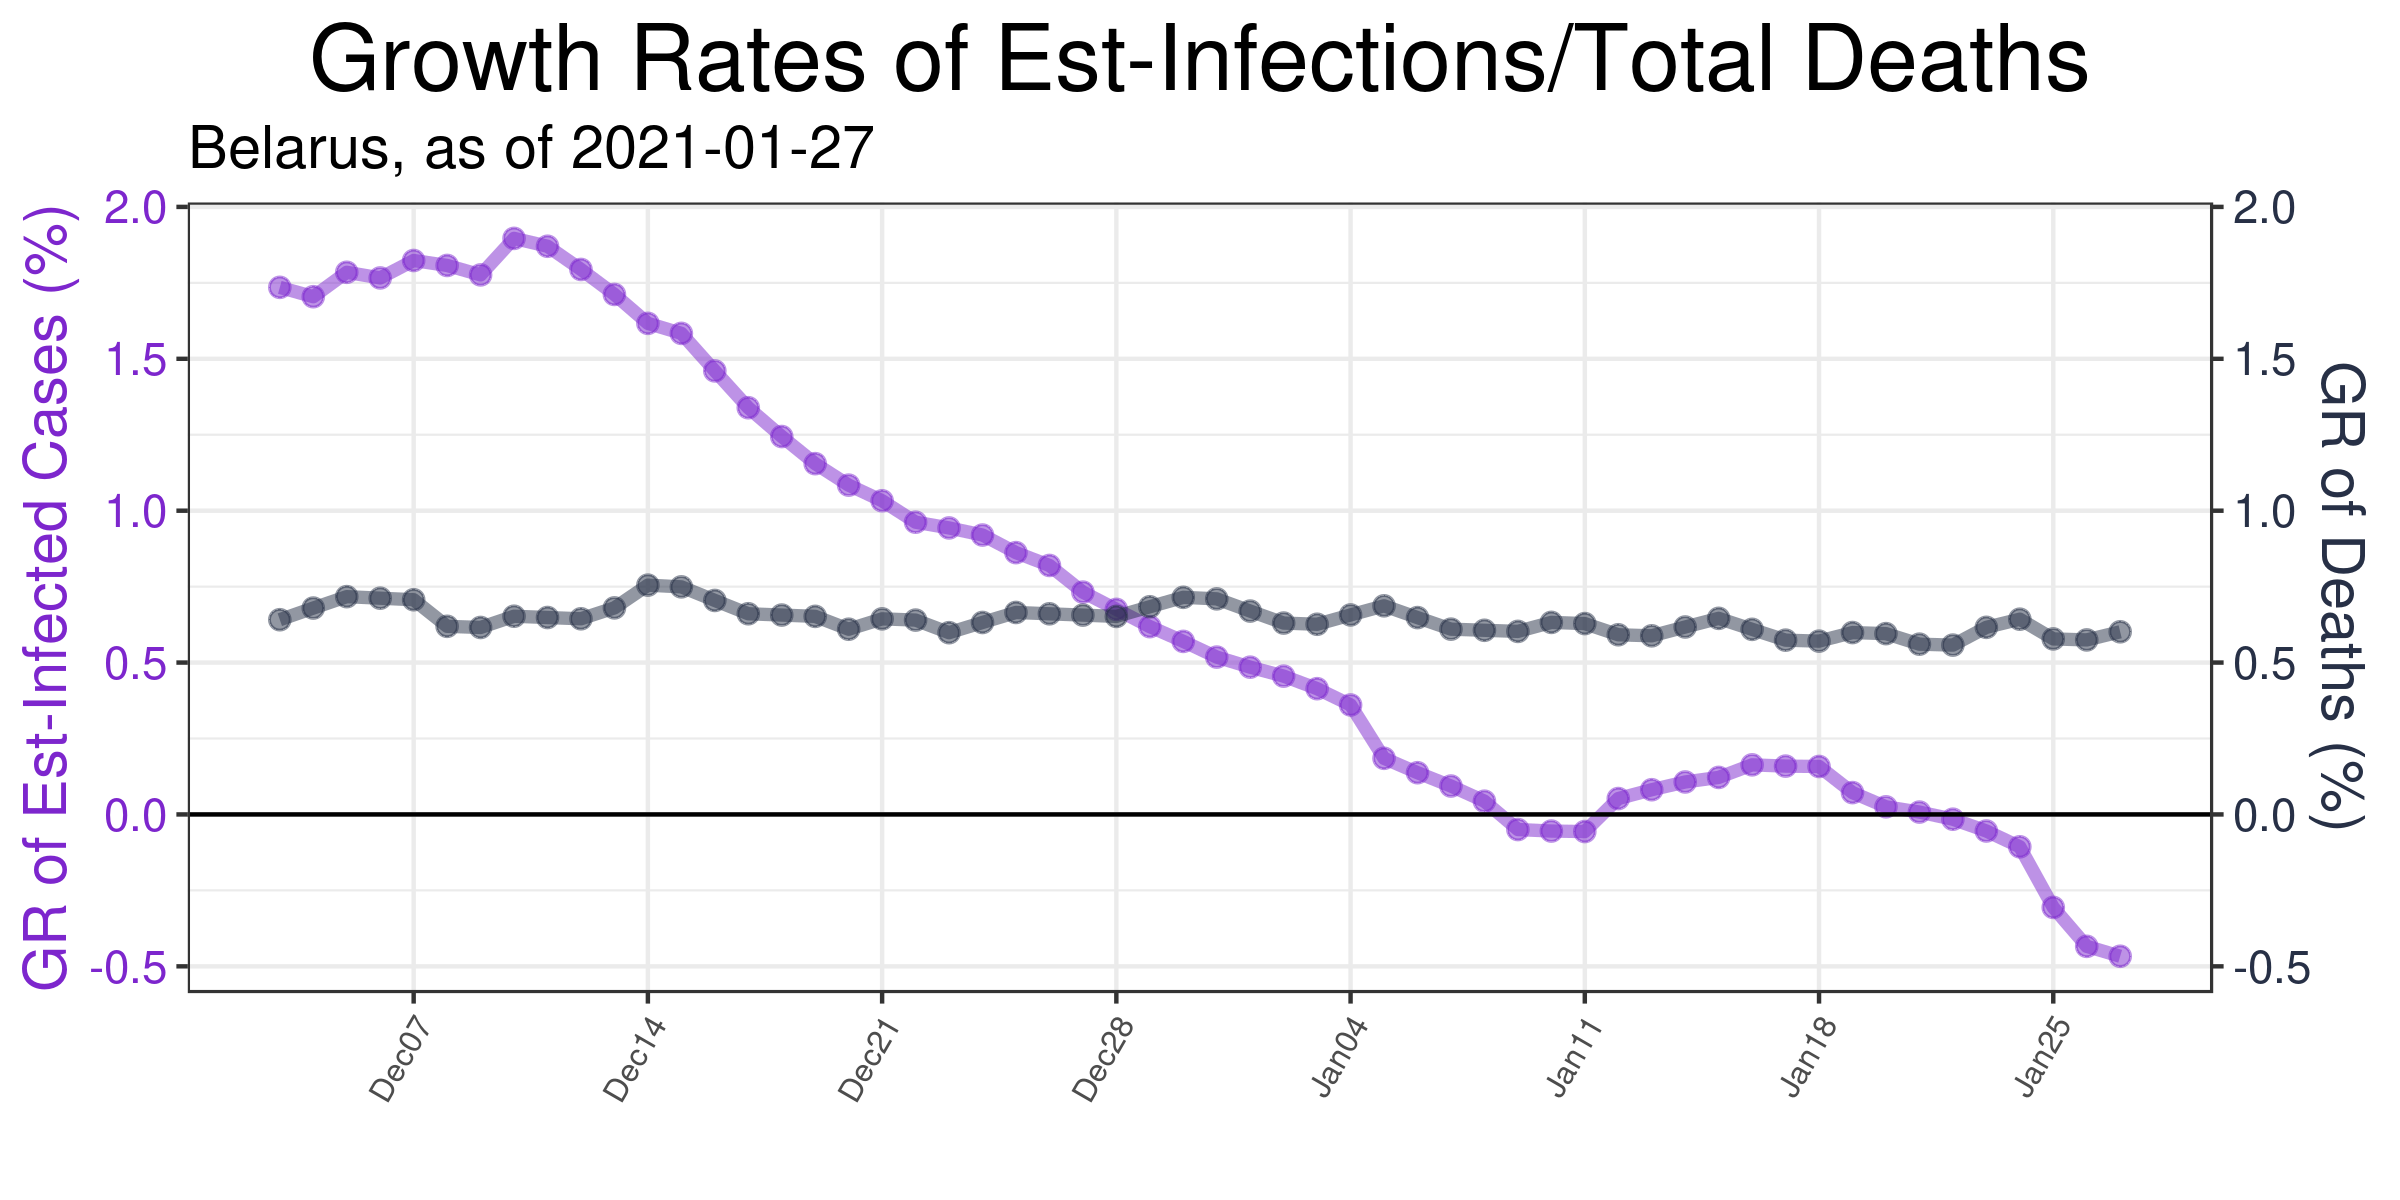 Growth Rates of Est-Infections/Total Deaths
Belarus, as of 2021-01-27
GR of Est-Infected Cases (%)
2.0
1.5
1.0
0.5
0.0
-0.5
2.0
1.5
1.0
0.5
0.0
-0.5
GR of Deaths (%)
Dec07
Dec14
Dec21
Dec28
Jan04
Jan11
Jan18
Jan25